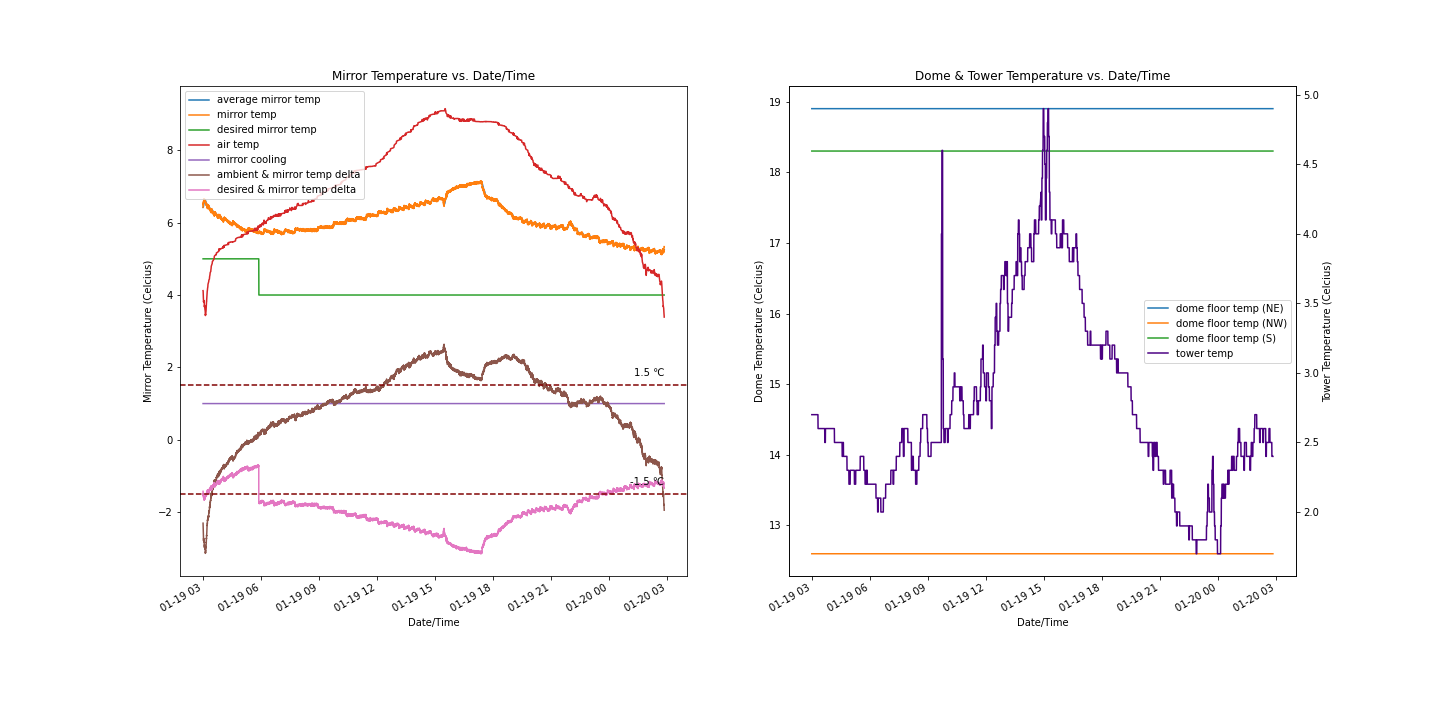 Mirror Temperature vs. Date/Time
average mirror temp
mirror temp
desired mirror temp
air temp
mirror cooling
ambient & mirror temp delta
desired & mirror temp delta
8
6
4
2
0
−2
Mirror Temperature (Celcius)
1.5 ℃
-1.5 ℃
01-19 03
01-19 06
01-19 09
01-19 12
01-19 15
01-19 18
01-19 21
01-20 00
01-20 03
Date/Time
Dome & Tower Temperature vs. Date/Time
19
18
17
16
15
14
13
Dome Temperature (Celcius)
dome floor temp (NE)
dome floor temp (NW)
dome floor temp (S)
tower temp
5.0
4.5
4.0
3.5
3.0
2.5
2.0
Tower Temperature (Celcius)
01-19 03
01-19 06
01-19 09
01-19 12
01-19 15
01-19 18
01-19 21
01-20 00
01-20 03
Date/Time